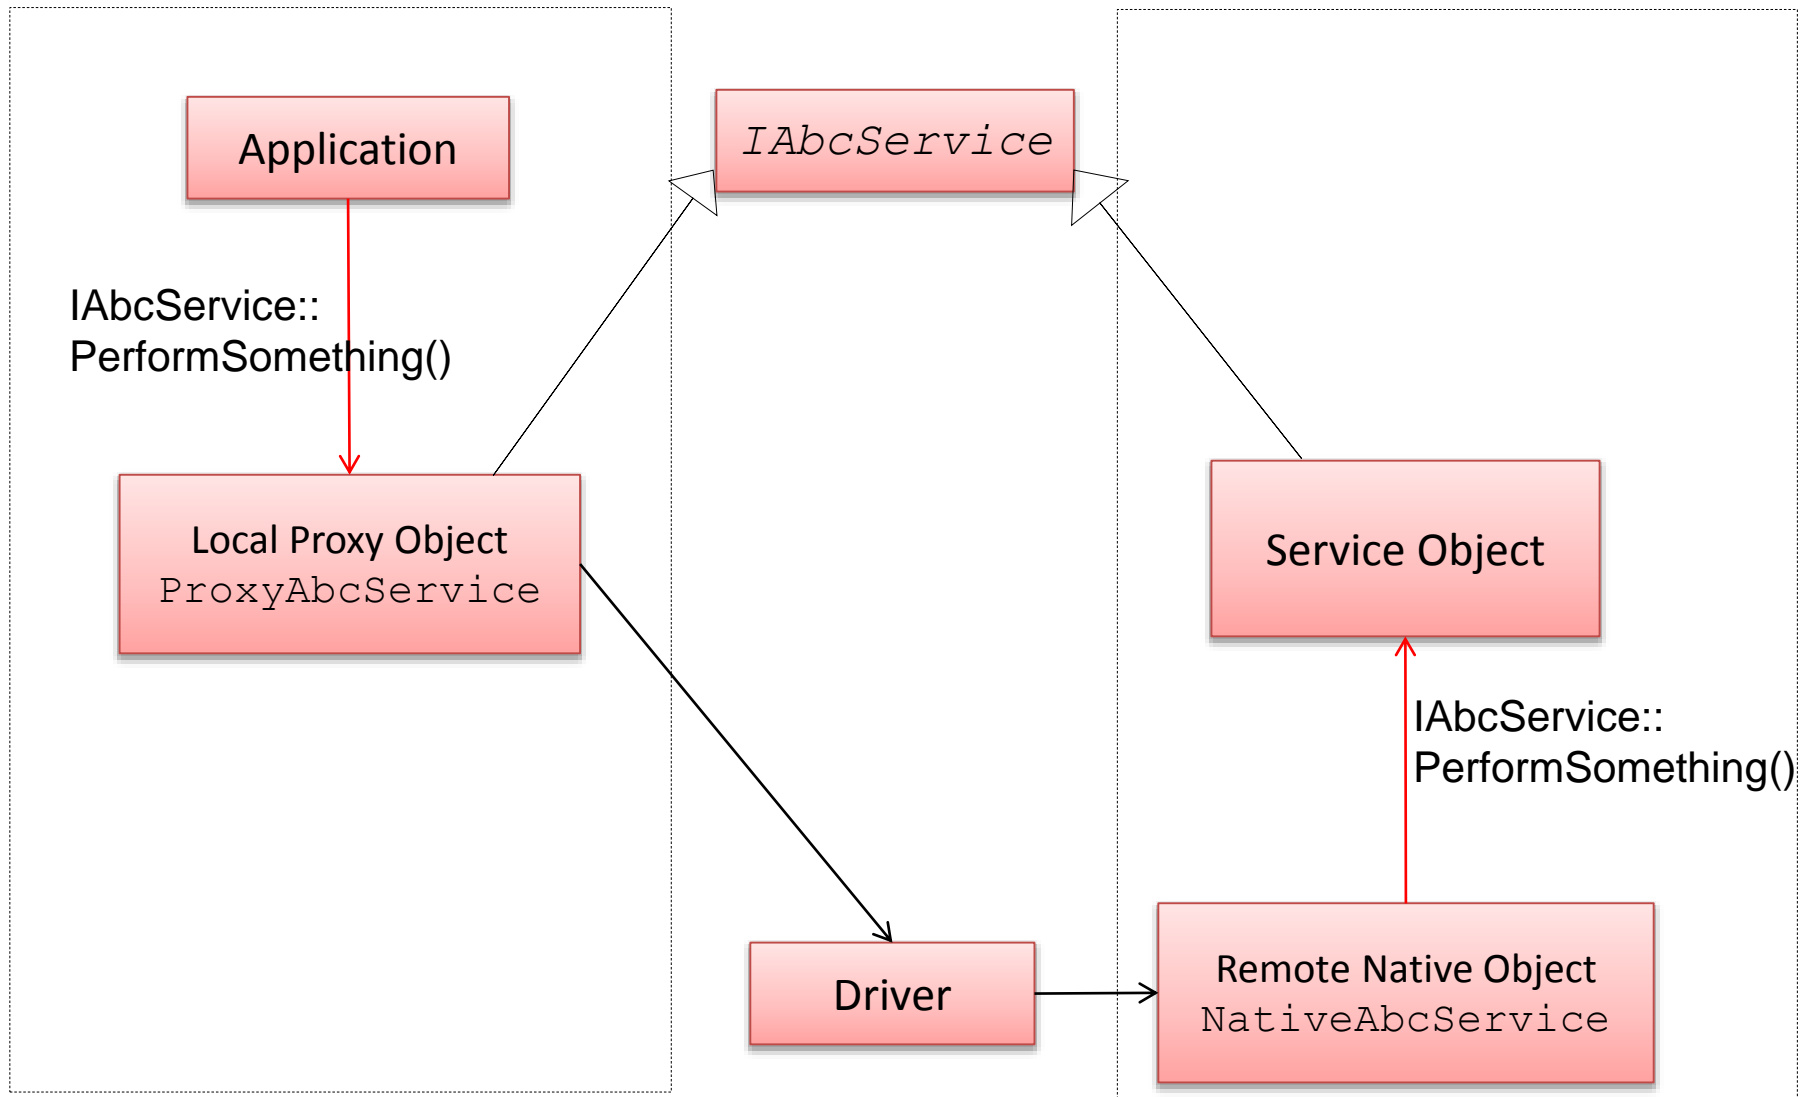 Application
IAbcService
IAbcService::
PerformSomething()
Local Proxy Object
ProxyAbcService
Service Object
IAbcService::
PerformSomething()
Driver
Remote Native Object
NativeAbcService